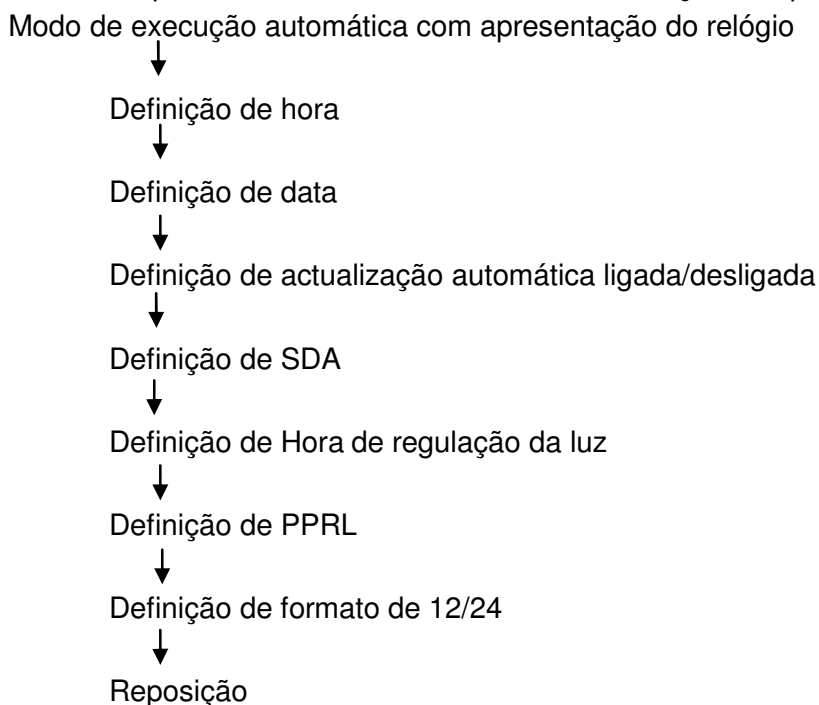 Modo de execução automática com apresentação do relógio
Definição de hora
Definição de data
Definição de actualização automática ligada/desligada
Definição de SDA
Definição de Hora de regulação da luz
Definição de PPRL
Definição de formato de 12/24
Reposição